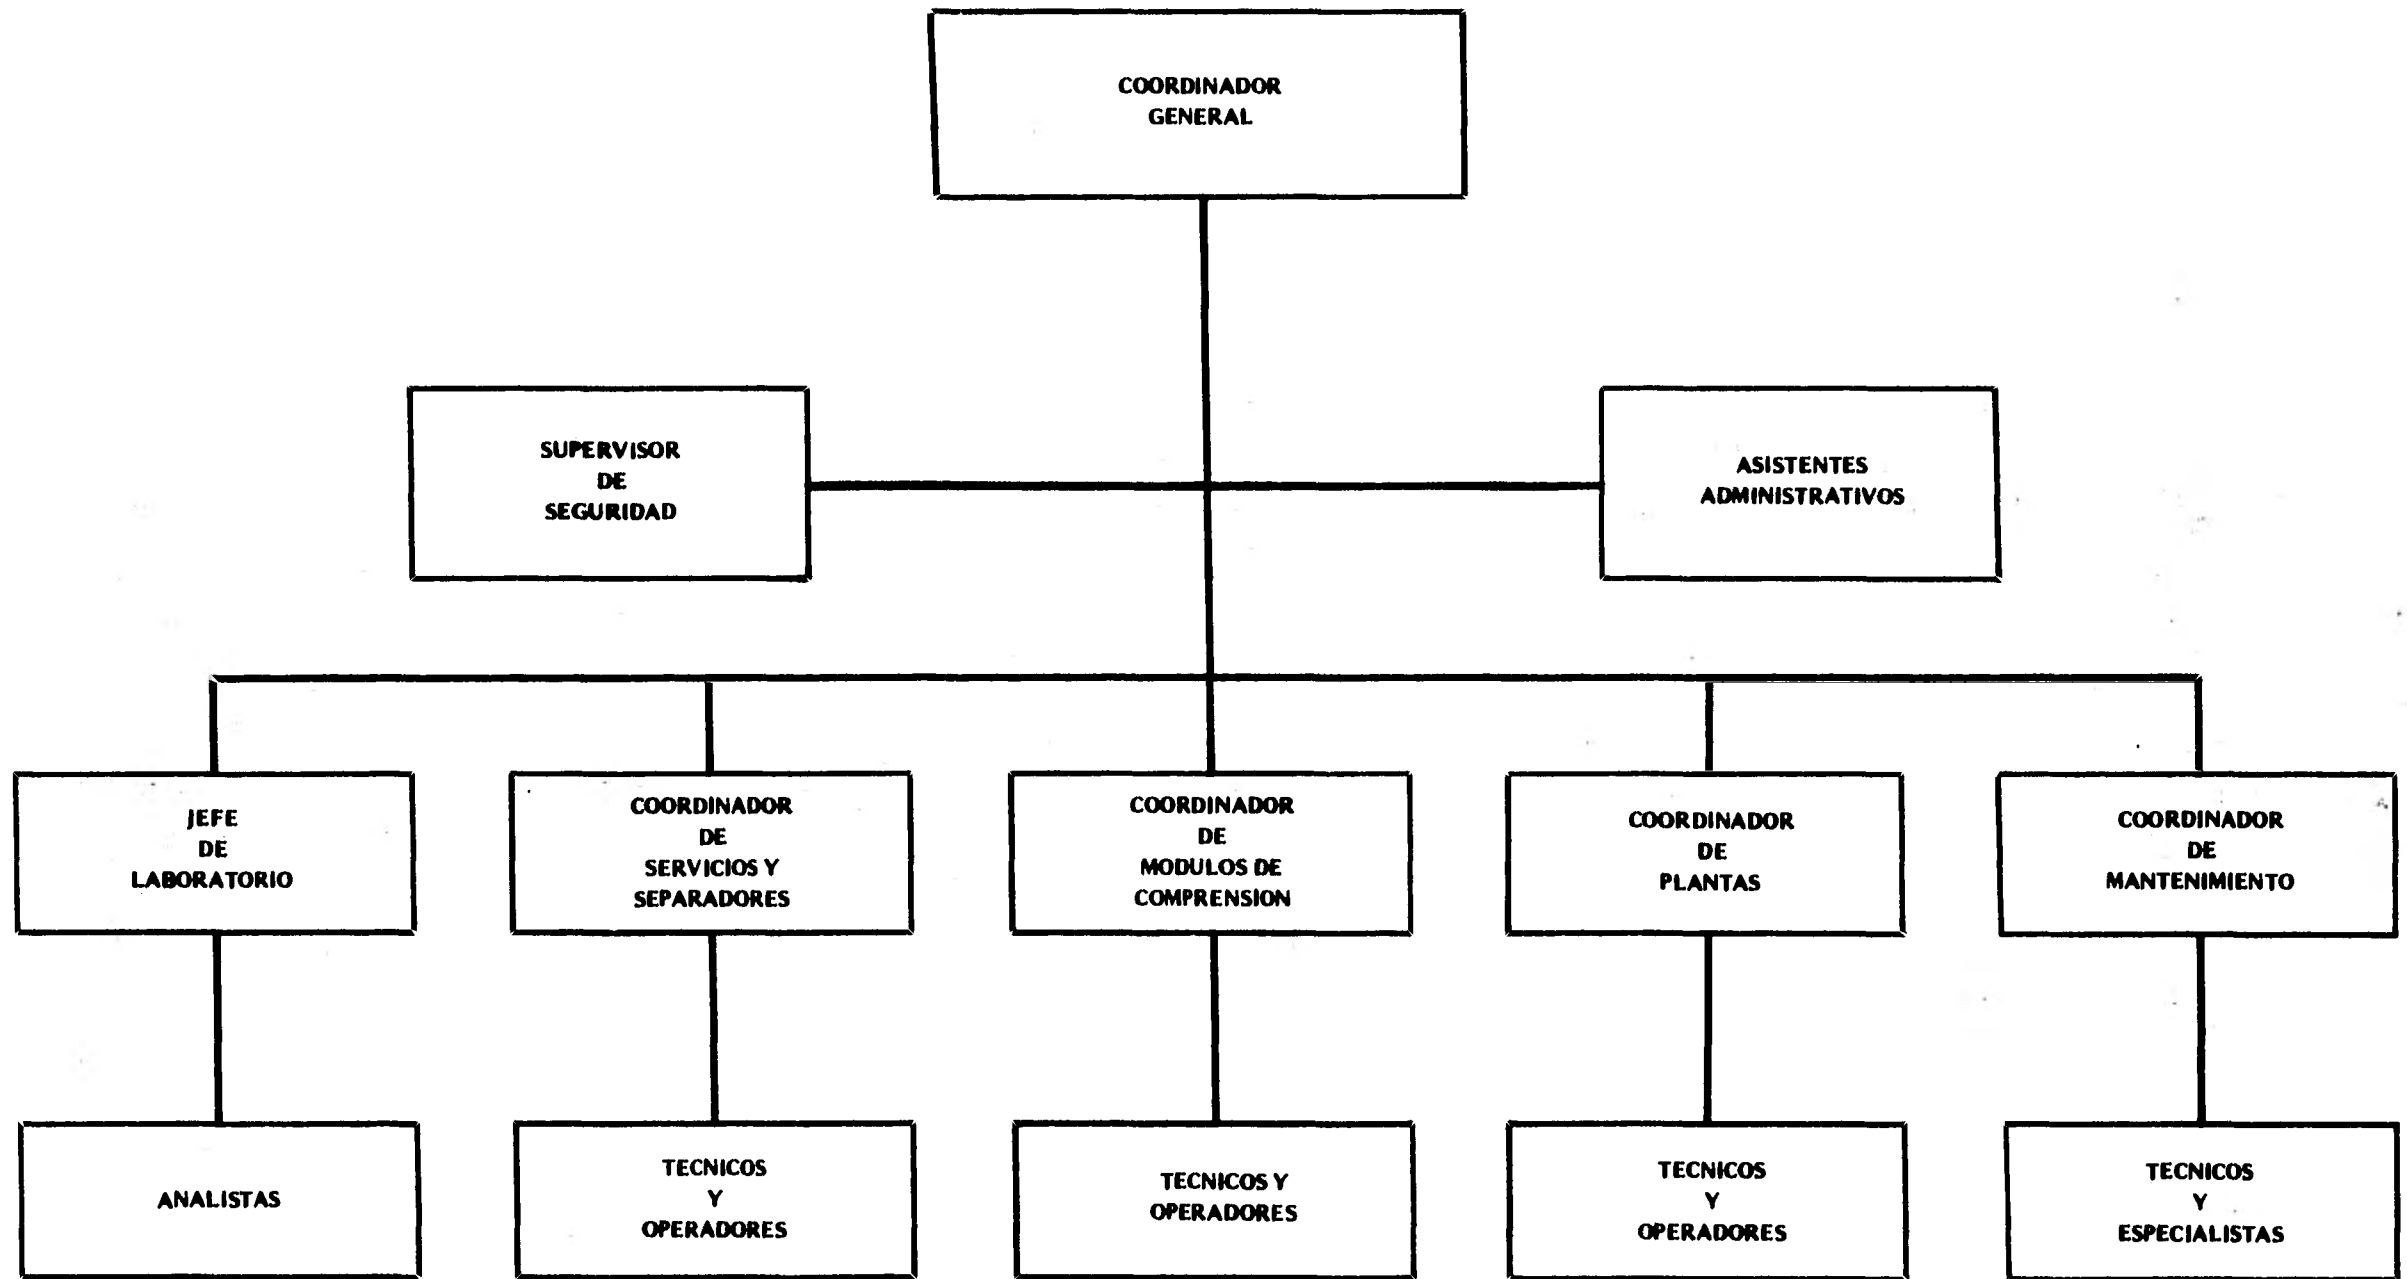 COORDINADOR
GENERAL
SUPERVISOR
DE
SEGURIDAD
ASISTENTES
ADMINISTRATIVOS
JEFE
DE
LABORATORIO
COORDINADOR
DE
SERVICIOS Y
SEPARADORES
COORDINADOR
DE
MODULOS DE
COMPRENSION
COORDINADOR
DE
PLANTAS
COORDINADOR
DE
MANTENIMIENTO
ANALISTAS
TECNICOS
Y
OPERADORES
TECNICOS Y
OPERADORES
TECNICOS
Y
OPERADORES
TECNICOS
Y
ESPECIALISTAS